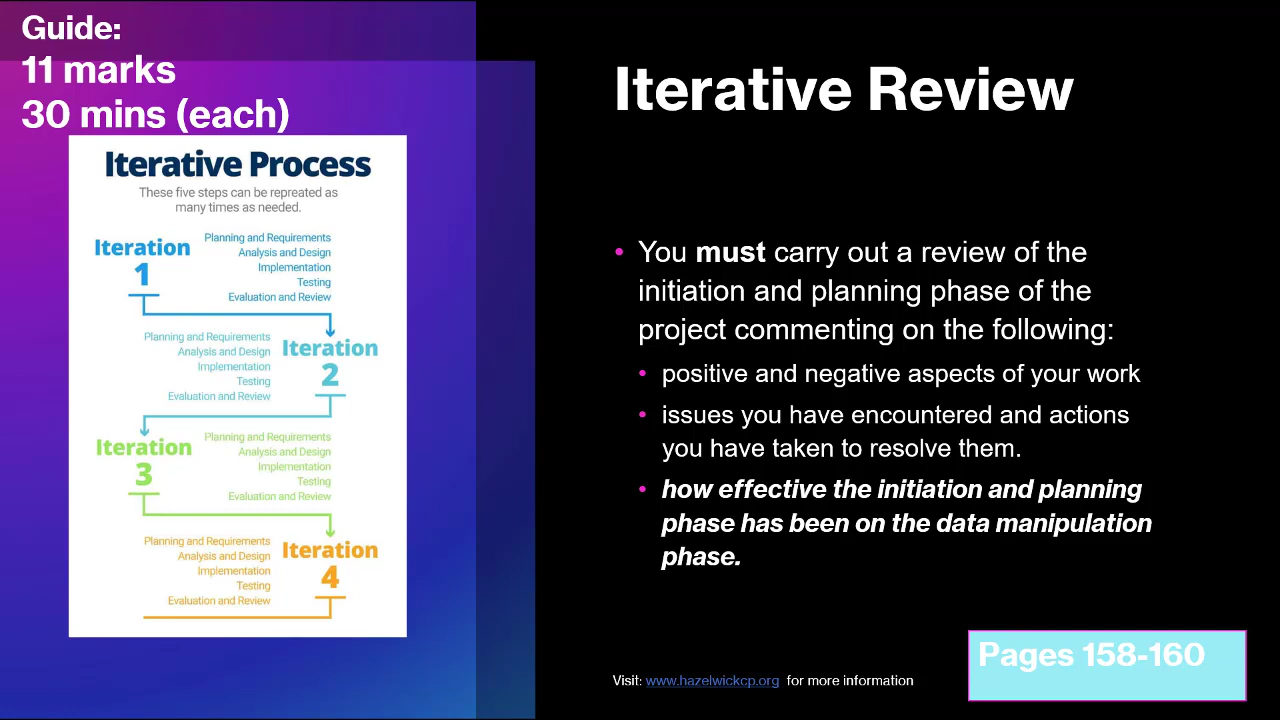 Guide:
11 marks
30 mins (each)
Iterative Process
These five steps can be repreated as
many times as needed.
Iteration
1
Planning and Requirements
Analysis and Design
Implementation
Testing
Evaluation and Review
Planning and Requirements
Analysis and Design
Implementation
Testing
Evaluation and Review
Iteration
2
Iteration
3
Planning and Requirements
Analysis and Design
Implementation
Testing
Evaluation and Review
Planning and Requirements
Analysis and Design
Implementation
Testing
Evaluation and Review
Iteration
4
Iterative Review
• You must carry out a review of the
initiation and planning phase of the
project commenting on the following:
• positive and negative aspects of your work
• issues you have encountered and actions
you have taken to resolve them.
• how effective the initiation and planning
phase has been on the data manipulation
phase.
Visit: www.hazelwickcp.org for more information
Pages 158-160